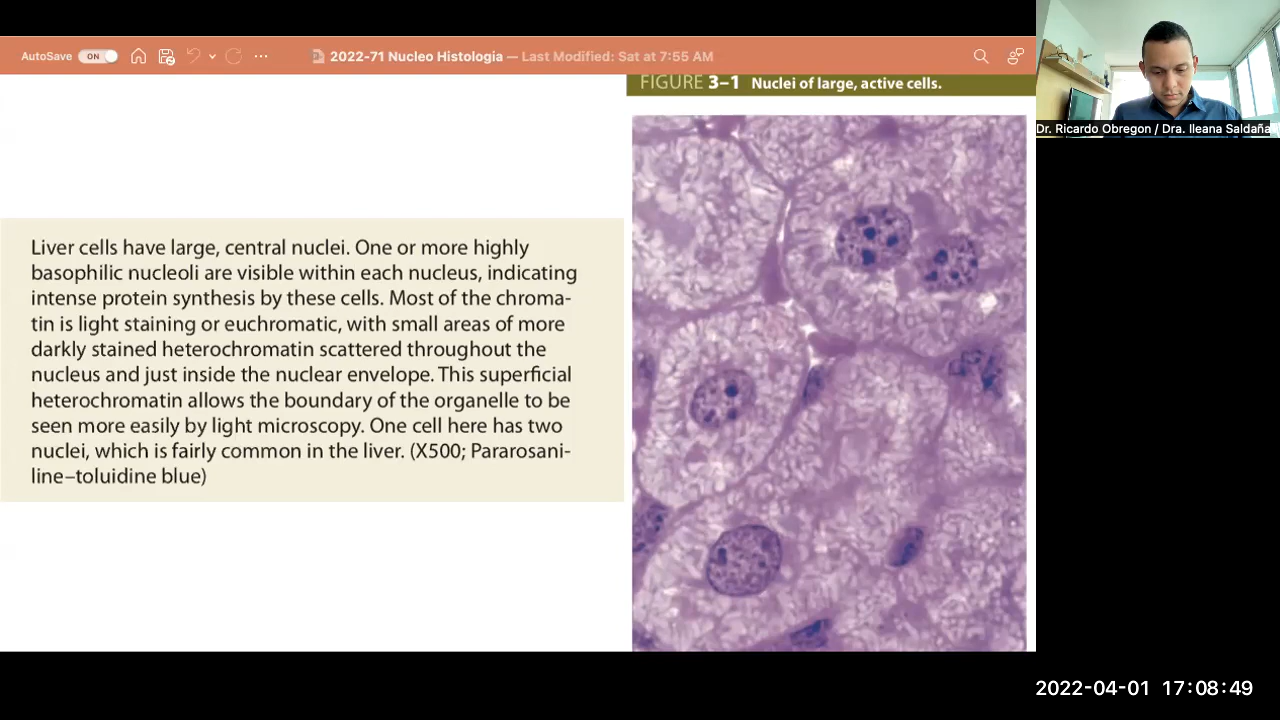 AutoSave ON 2022-71 Nucleo Histologia — Last Modified: Sat at 7:55 AM
FIGURE 3–1 Nuclei of large, active cells.
Dr. Ricardo Obregon / Dra. Ileana Saldaña
Liver cells have large, central nuclei. One or more highly
basophilic nucleoli are visible within each nucleus, indicating
intense protein synthesis by these cells. Most of the chroma-
tin is light staining or euchromatic, with small areas of more
darkly stained heterochromatin scattered throughout the
nucleus and just inside the nuclear envelope. This superficial
heterochromatin allows the boundary of the organelle to be
seen more easily by light microscopy. One cell here has two
nuclei, which is fairly common in the liver. (X500; Pararosani-
line–toluidine blue)
2022-04-01 17:08:49